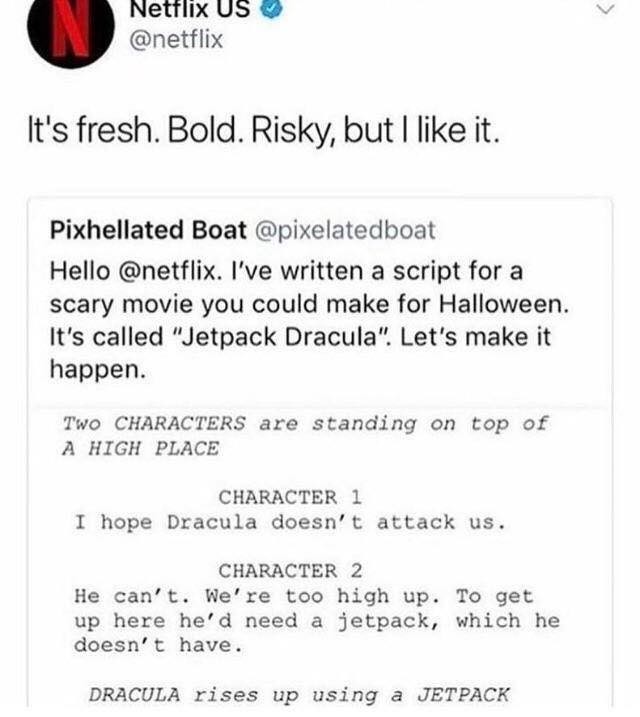 N
Netflix US
@netflix
It's fresh. Bold. Risky, but I like it.
Pixhellated Boat @pixelatedboat
Hello @netflix. I've written a script for a
scary movie you could make for Halloween.
It's called "Jetpack Dracula". Let's make it
happen.
Two CHARACTERS are standing on top of
A HIGH PLACE
CHARACTER 1
I hope Dracula doesn't attack us.
CHARACTER 2
He can't. We're too high up. To get
up here he'd need a jetpack, which he
doesn't have.
DRACULA rises up using a JETPACK